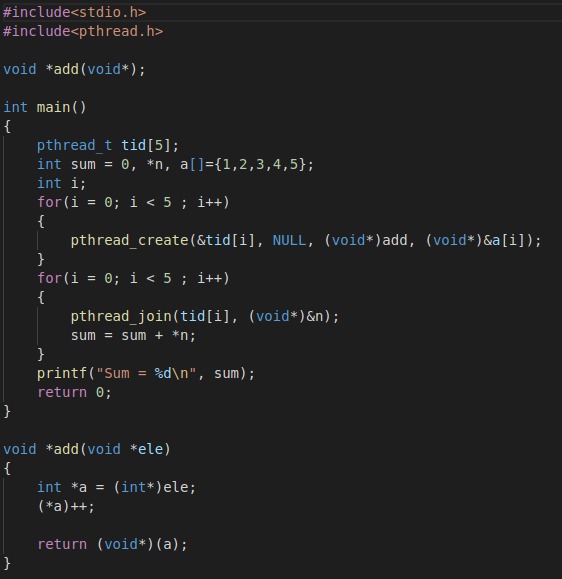 #include<stdio.h>
#include<pthread.h>

void *add(void*);

int main()
{
    pthread_t tid[5];
    int sum = 0, *n, a[]={1,2,3,4,5};
    int i;
    for(i = 0; i < 5 ; i++)
    {
        pthread_create(&tid[i], NULL, (void*)add, (void*)&a[i]);
    }
    for(i = 0; i < 5 ; i++)
    {
        pthread_join(tid[i], (void*)&n);
        sum = sum + *n;
    }
    printf("Sum = %d\n", sum);
    return 0;
}

void *add(void *ele)
{
    int *a = (int*)ele;
    (*a)++;

    return (void*)(a);
}